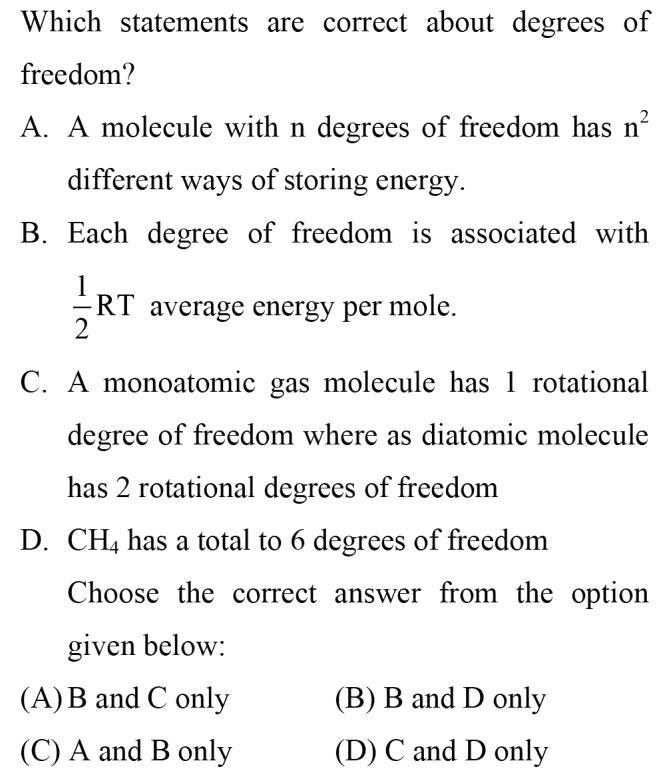 Which statements are correct about degrees of
freedom?
A. A molecule with n degrees of freedom has n²
different ways of storing energy.
B. Each degree of freedom is associated with
1/2 RT average energy per mole.
C. A monoatomic gas molecule has 1 rotational
degree of freedom where as diatomic molecule
has 2 rotational degrees of freedom
D. CH₄ has a total to 6 degrees of freedom
Choose the correct answer from the option
given below:
(A) B and C only (B) B and D only
(C) A and B only (D) C and D only